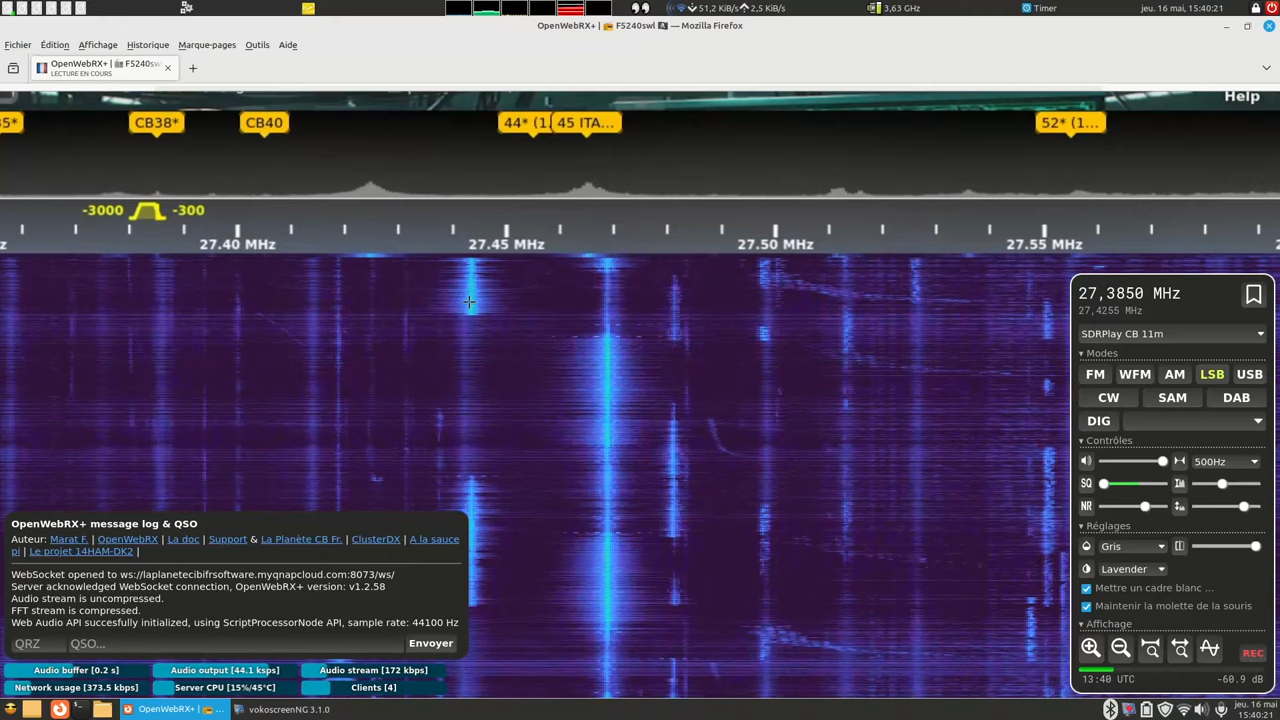 51,2 KiB/s 2,5 KiB/s
3,63 GHz
Timer
jeu. 16 mai, 15:40:21
OpenWebRX+ | F5240swl — Mozilla Firefox
Fichier Édition Affichage Historique Marque-pages Outils Aide
OpenWebRX+ | F5240sw
LECTURE EN COURS
Help
35* CB38* CB40 44* (1. 45 ITA... 52* (1...
-3000 -300
27.40 MHz 27.45 MHz 27.50 MHz 27.55 MHz
27,3850 MHz
27,4255 MHz
SDRPlay CB 11m
Modes
FM WFM AM LSB USB
CW SAM DAB
DIG
Contrôles
500Hz
SQ
NR
Réglages
Gris
Lavender
Mettre un cadre blanc ...
Maintenir la molette de la souris
Affichage
REC
13:40 UTC -60.9 dB
OpenWebRX+ message log & QSO
Auteur: Marat F. | OpenWebRX | La doc | Support & La Planète CB Fr. | ClusterDX | A la sauce
pi | Le projet 14HAM-DK2 |
WebSocket opened to ws://laplanetecibifrsoftware.myqnapcloud.com:8073/ws/
Server acknowledged WebSocket connection, OpenWebRX+ version: v1.2.58
Audio stream is uncompressed.
FFT stream is compressed.
Web Audio API succesfully initialized, using ScriptProcessorNode API, sample rate: 44100 Hz
QRZ QSO... Envoyer
Audio buffer [0.2 s] Audio output [44.1 ksps] Audio stream [172 kbps]
Network usage [373.5 kbps] Server CPU [15%/45°C] Clients [4]
OpenWebRX+ | ...
vokoscreenNG 3.1.0
jeu. 16 mai
15:40:21